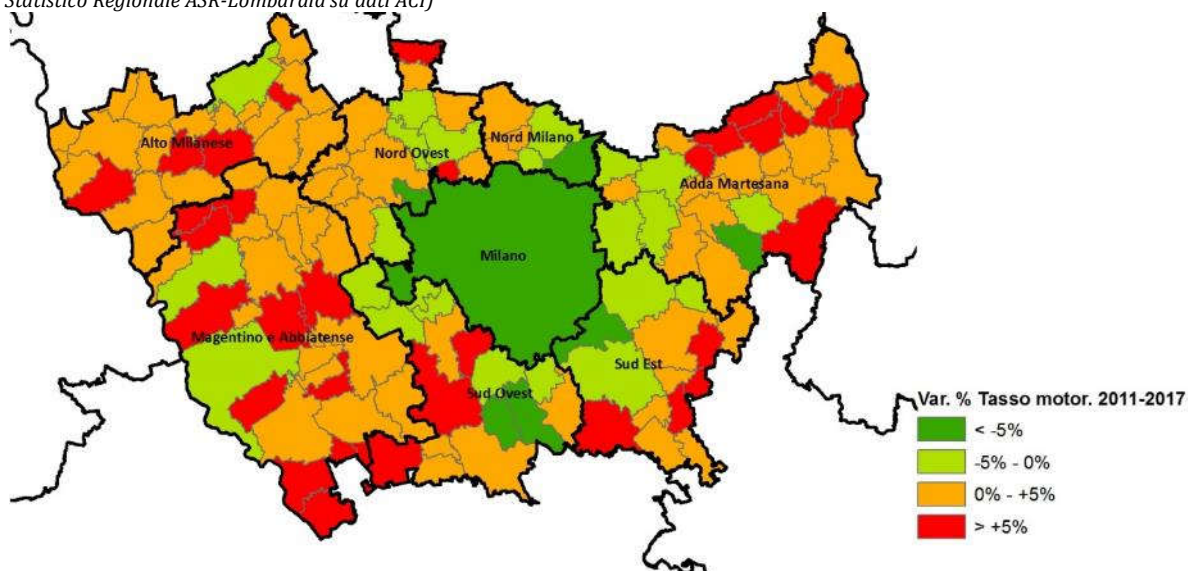 Statistico Regionale ASR-Lombardia su dati ACI)
Alto Milanese
Nord Ovest
Nord Milano
Adda Martesana
Milano
Magentino e Abbiatense
Sud Ovest
Sud Est
Var. % Tasso motor. 2011-2017
< -5%
-5% - 0%
0% - +5%
> +5%